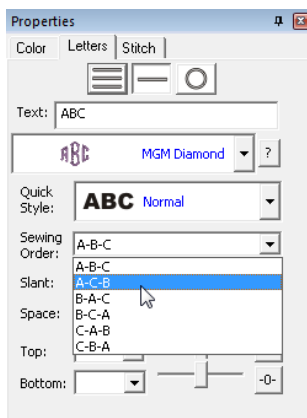 Properties
Color Letters Stitch
Text: ABC
ABC MGM Diamond ?
Quick Style: ABC Normal
Sewing Order: A-B-C
A-B-C
Slant: A-C-B
B-A-C
Space: B-C-A
C-A-B
Top: C-B-A
Bottom: -0-